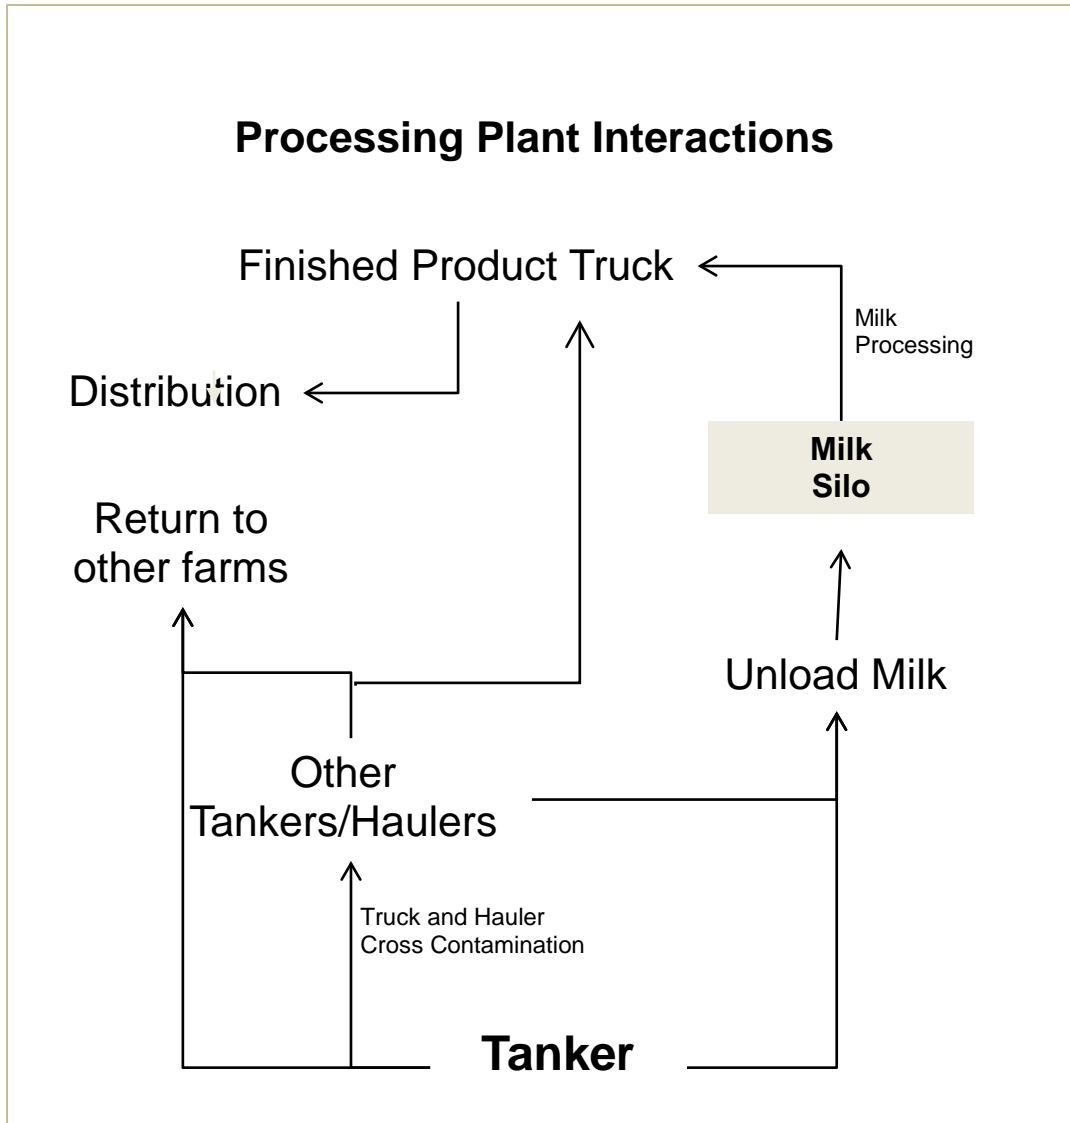 Processing Plant Interactions
Finished Product Truck
Milk
Processing
Distribution
Milk
Silo
Return to
other farms
Unload Milk
Other
Tankers/Haulers
Truck and Hauler
Cross Contamination
Tanker